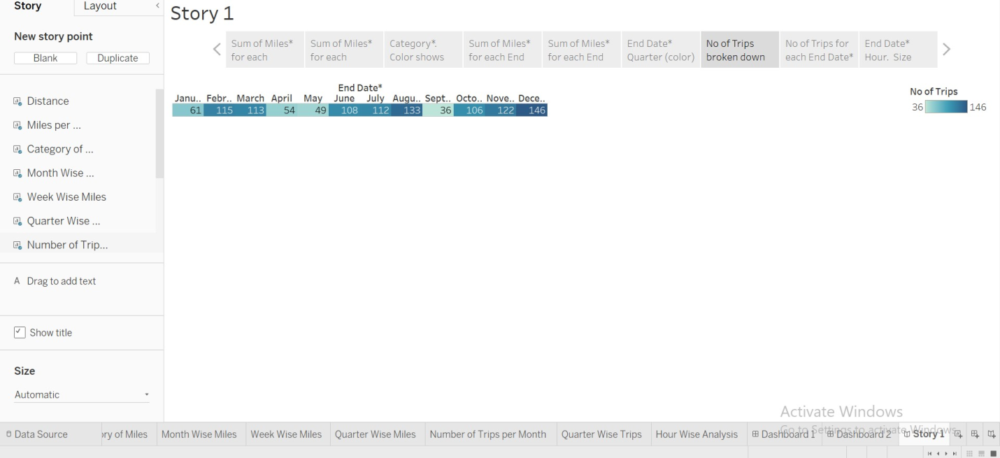 Story
Layout
Story 1
New story point
Blank
Duplicate
Sum of Miles*
for each
Sum of Miles*
for each
Category*.
Color shows
Sum of Miles*
for each End
Sum of Miles*
for each End
End Date*
Quarter (color)
No of Trips
broken down
No of Trips for
each End Date*
End Date*
Hour. Size
Distance
Miles per ...
Category of ...
Month Wise ...
Week Wise Miles
Quarter Wise ...
Number of Trip...
A Drag to add text
Show title
Size
Automatic
End Date*
Janu.. Febr.. March April May June July Augu.. Sept.. Octo.. Nove.. Dece..
61 115 113 54 49 108 112 133 36 106 122 146
No of Trips
36 146
Activate Windows
Go to Settings to activate Windows.
Data Source
ory of Miles
Month Wise Miles
Week Wise Miles
Quarter Wise Miles
Number of Trips per Month
Quarter Wise Trips
Hour Wise Analysis
Dashboard 1
Dashboard 2
Story 1